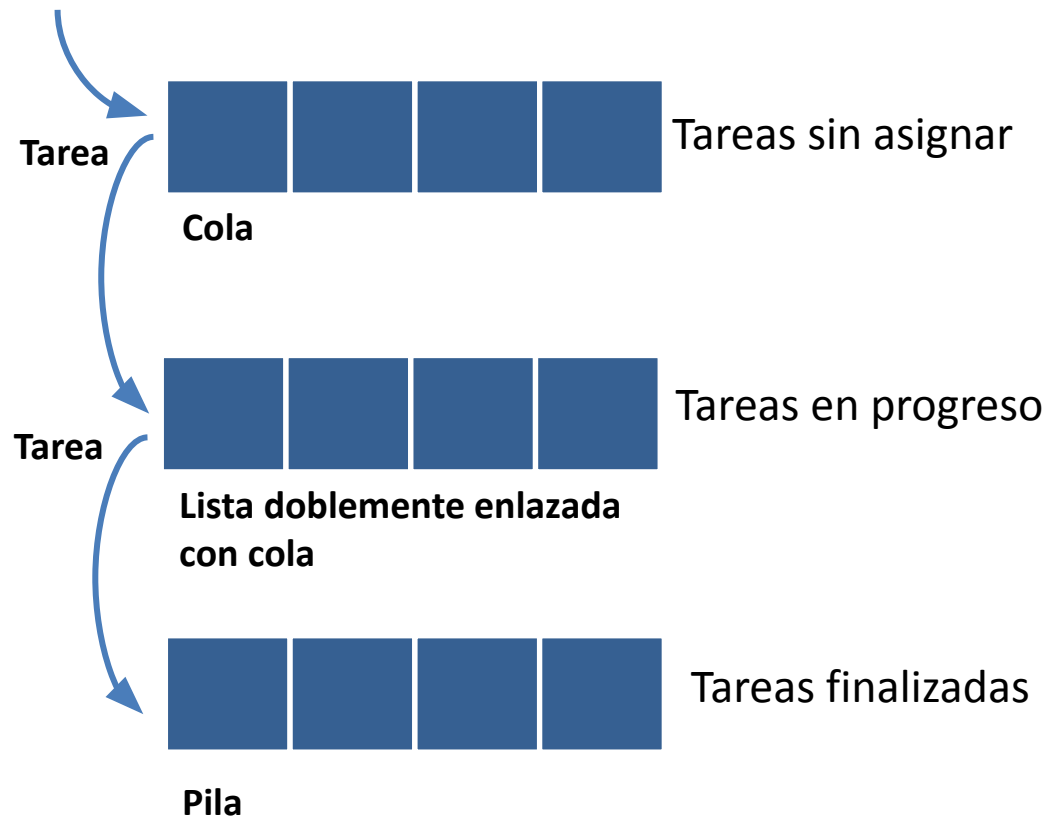 Tarea
Tareas sin asignar
Cola
Tareas en progreso
Tarea
Lista doblemente enlazada
con cola
Tareas finalizadas
Pila